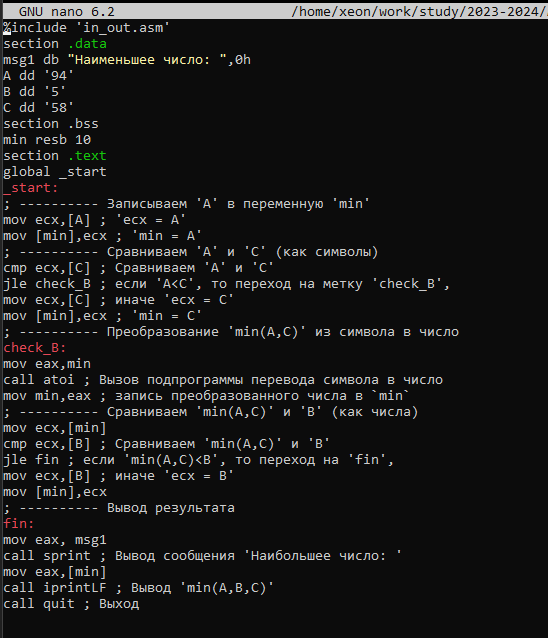 GNU nano 6.2 /home/xeon/work/study/2023-2024/
%include 'in_out.asm'
section .data
msg1 db "Наименьшее число: ",0h
A dd '94'
B dd '5'
C dd '58'
section .bss
min resb 10
section .text
global _start
_start:
; ---------- Записываем 'A' в переменную 'min'
mov ecx,[A] ; 'ecx = A'
mov [min],ecx ; 'min = A'
; ---------- Сравниваем 'A' и 'С' (как символы)
cmp ecx,[C] ; Сравниваем 'A' и 'С'
jle check_B ; если 'A<C', то переход на метку 'check_B',
mov ecx,[C] ; иначе 'ecx = C'
mov [min],ecx ; 'min = C'
; ---------- Преобразование 'min(A,C)' из символа в число
check_B:
mov eax,min
call atoi ; Вызов подпрограммы перевода символа в число
mov min,eax ; запись преобразованного числа в `min`
; ---------- Сравниваем 'min(A,C)' и 'B' (как числа)
mov ecx,[min]
cmp ecx,[B] ; Сравниваем 'min(A,C)' и 'B'
jle fin ; если 'min(A,C)<B', то переход на 'fin',
mov ecx,[B] ; иначе 'ecx = B'
mov [min],ecx
; ---------- Вывод результата
fin:
mov eax, msg1
call sprint ; Вывод сообщения 'Наибольшее число: '
mov eax,[min]
call iprintLF ; Вывод 'min(A,B,C)'
call quit ; Выход